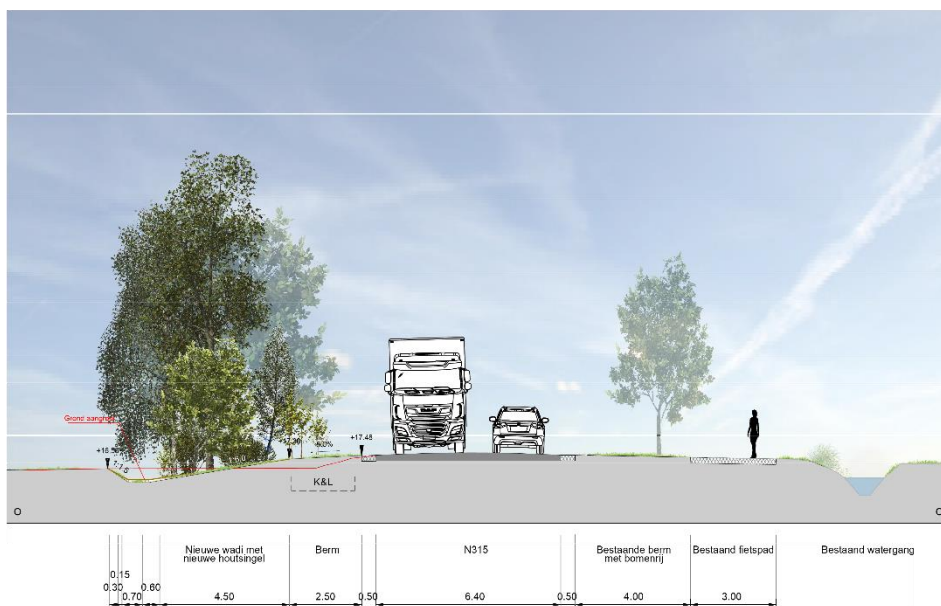 Grond aangr
+17.48
K&L
O
Nieuwe wadi met
nieuwe houtsingel
Berm
N315
Bestaande berm
met bomenrij
Bestaand fietspad
Bestaand watergang
0.15
0.30
0.70
0.60
4.50
2.50
0.50
6.40
0.50
4.00
3.00